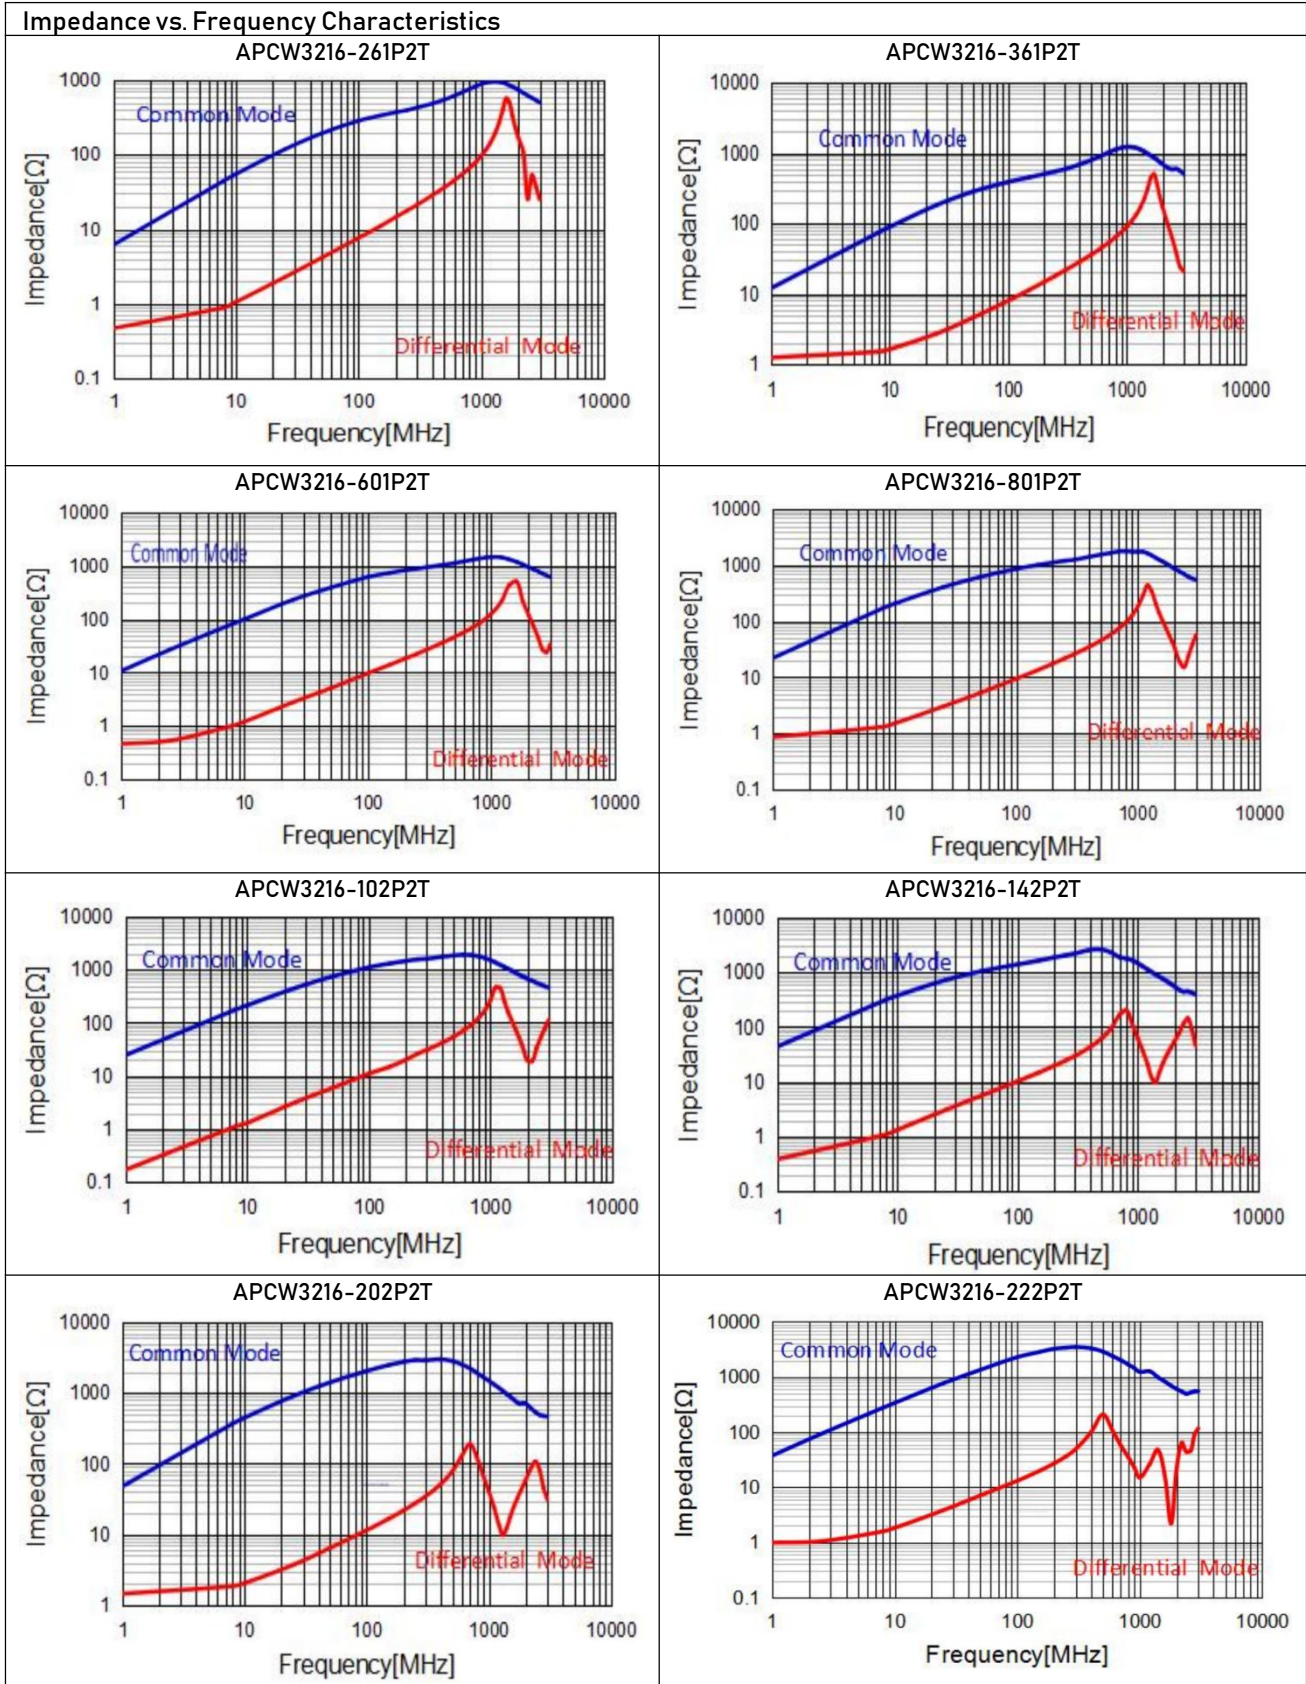 Impedance vs. Frequency Characteristics
APCW3216-261P2T
1000
100
10
1
0.1
Impedance[Ω]
Common Mode
Differential Mode
1 10 100 1000 10000
Frequency[MHz]
APCW3216-361P2T
10000
1000
100
10
1
Impedance[Ω]
Common Mode
Differential Mode
1 10 100 1000 10000
Frequency[MHz]
APCW3216-601P2T
10000
1000
100
10
1
0.1
Impedance[Ω]
Common Mode
Differential Mode
1 10 100 1000 10000
Frequency[MHz]
APCW3216-801P2T
10000
1000
100
10
1
0.1
Impedance[Ω]
Common Mode
Differential Mode
1 10 100 1000 10000
Frequency[MHz]
APCW3216-102P2T
10000
1000
100
10
1
0.1
Impedance[Ω]
Common Mode
Differential Mode
1 10 100 1000 10000
Frequency[MHz]
APCW3216-142P2T
10000
1000
100
10
1
0.1
Impedance[Ω]
Common Mode
Differential Mode
1 10 100 1000 10000
Frequency[MHz]
APCW3216-202P2T
10000
1000
100
10
1
Impedance[Ω]
Common Mode
Differential Mode
1 10 100 1000 10000
Frequency[MHz]
APCW3216-222P2T
10000
1000
100
10
1
0.1
Impedance[Ω]
Common Mode
Differential Mode
1 10 100 1000 10000
Frequency[MHz]